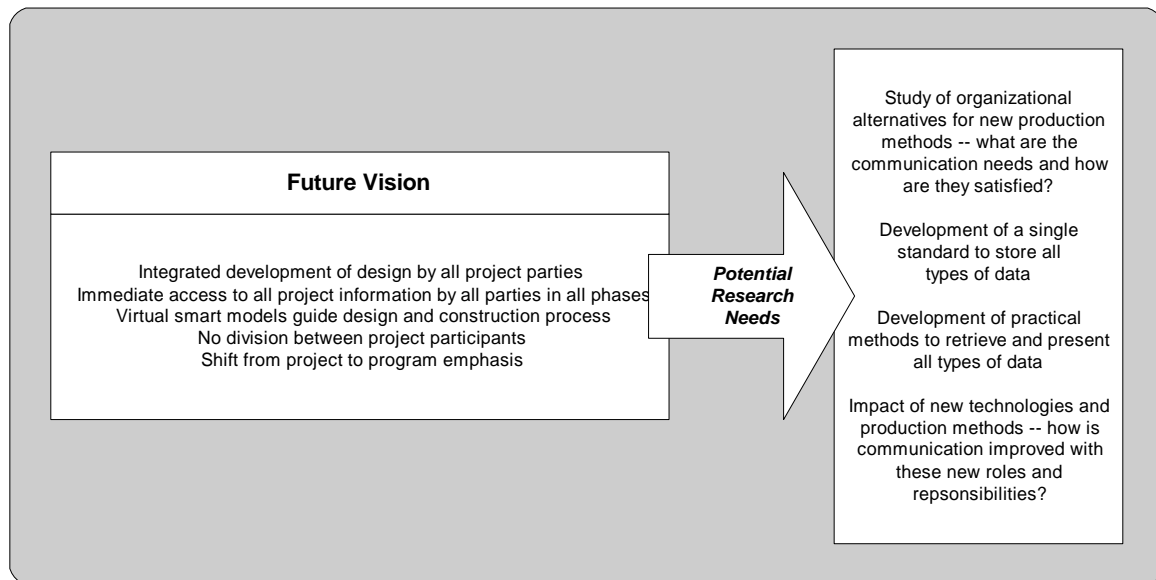 Future Vision
Integrated development of design by all project parties
Immediate access to all project information by all parties in all phases
Virtual smart models guide design and construction process
No division between project participants
Shift from project to program emphasis
Potential
Research
Needs
Study of organizational
alternatives for new production
methods -- what are the
communication needs and how
are they satisfied?
Development of a single
standard to store all
types of data
Development of practical
methods to retrieve and present
all types of data
Impact of new technologies and
production methods -- how is
communication improved with
these new roles and
repsonsibilities?